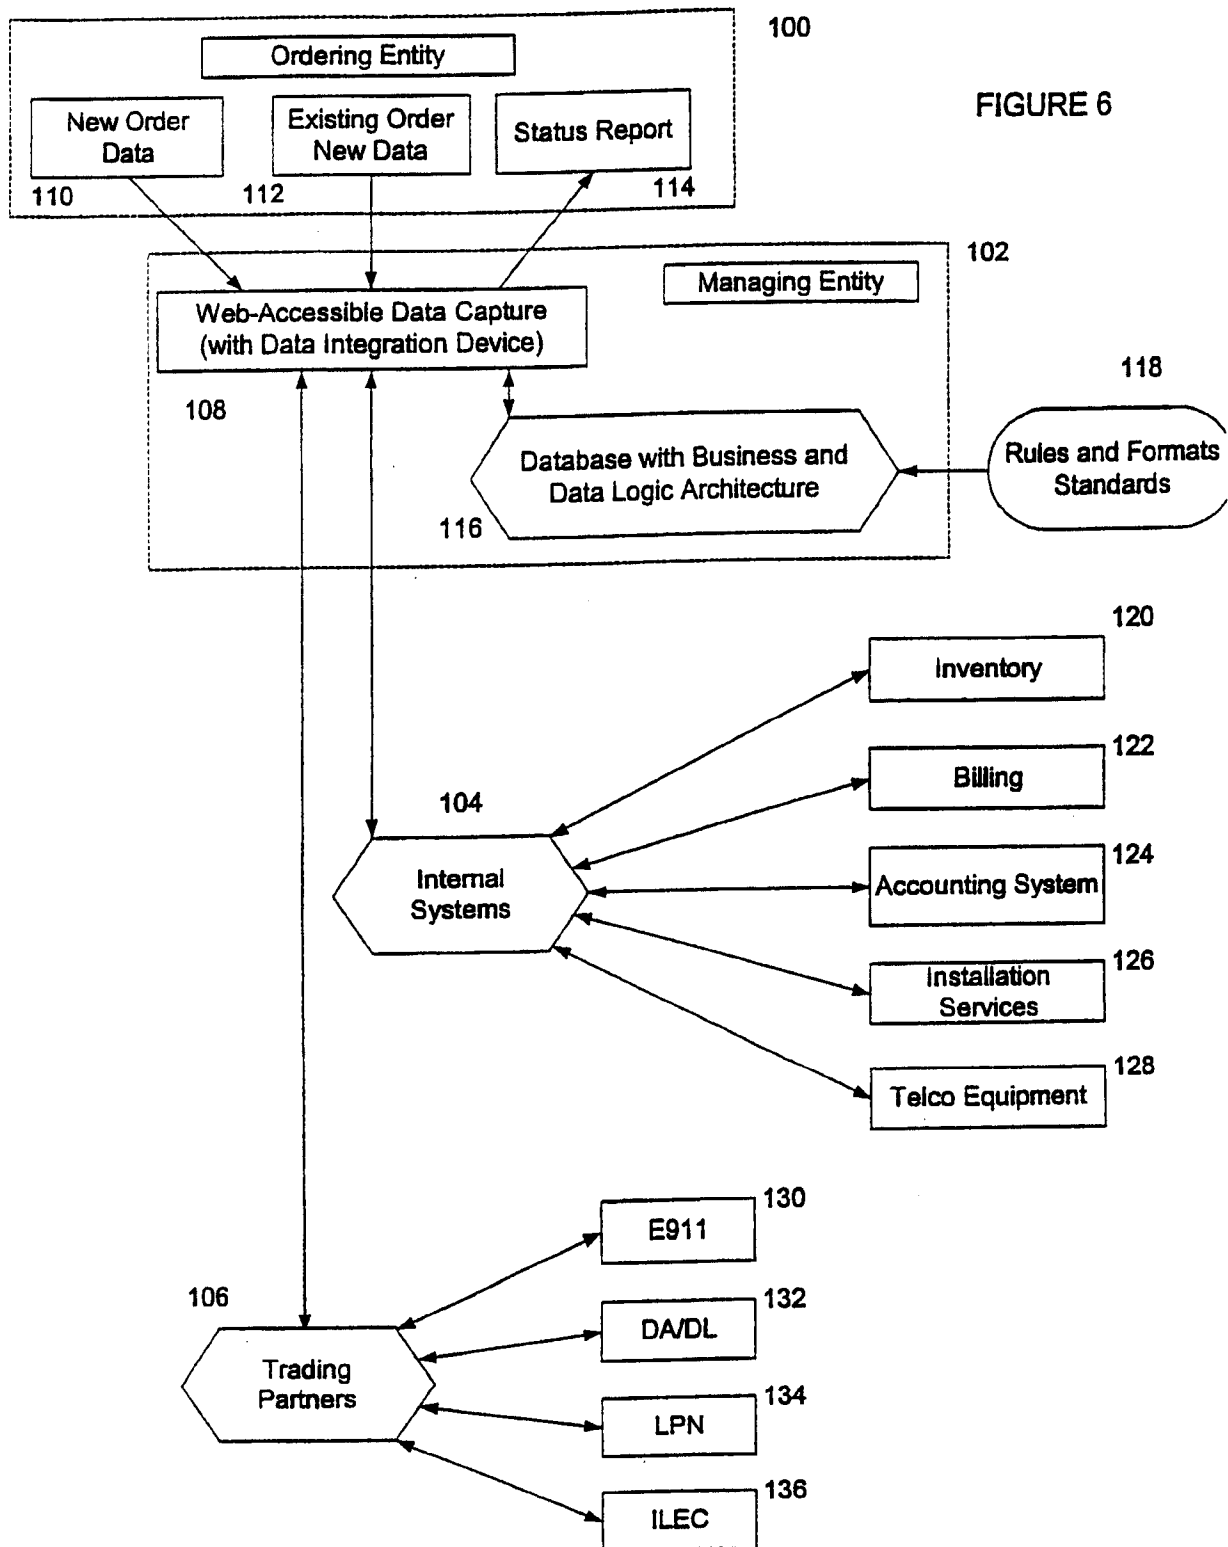 100
Ordering Entity
FIGURE 6
New Order
Data
Existing Order
New Data
Status Report
110
112
114
102
Managing Entity
Web-Accessible Data Capture
(with Data Integration Device)
108
118
Database with Business and
Data Logic Architecture
116
Rules and Formats
Standards
120
Inventory
122
Billing
104
Internal
Systems
124
Accounting System
126
Installation
Services
128
Telco Equipment
130
E911
106
Trading
Partners
132
DA/DL
134
LPN
136
ILEC